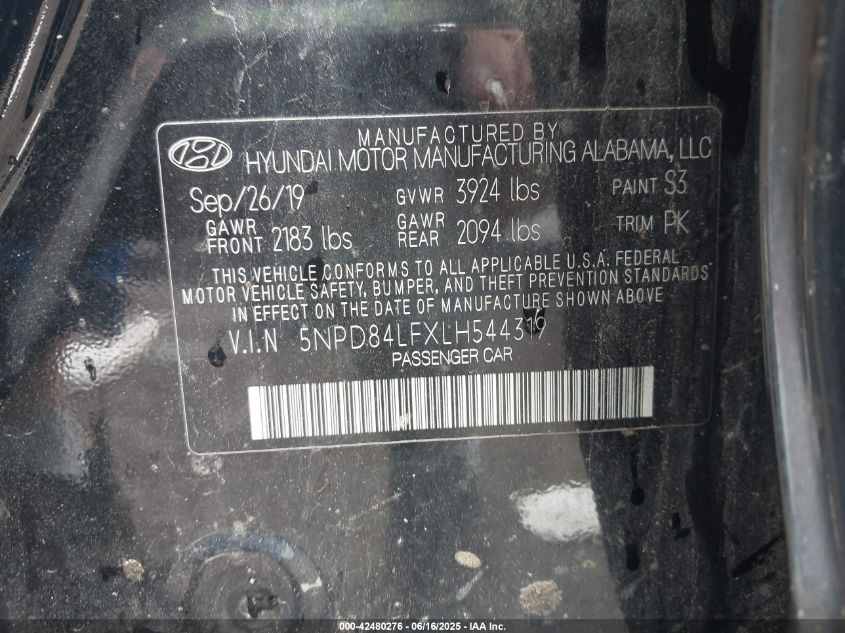 MANUFACTURED BY
HYUNDAI MOTOR MANUFACTURING ALABAMA, LLC
Sep/26/19 GVWR 3924 lbs PAINT S3
GAWR FRONT 2183 lbs GAWR REAR 2094 lbs TRIM PK
THIS VEHICLE CONFORMS TO ALL APPLICABLE U.S.A. FEDERAL
MOTOR VEHICLE SAFETY, BUMPER, AND THEFT PREVENTION STANDARDS
IN EFFECT ON THE DATE OF MANUFACTURE SHOWN ABOVE.
V.I.N 5NPD84LFXLH544319
PASSENGER CAR
000-42480276 - 06/16/2025 - IAA Inc.